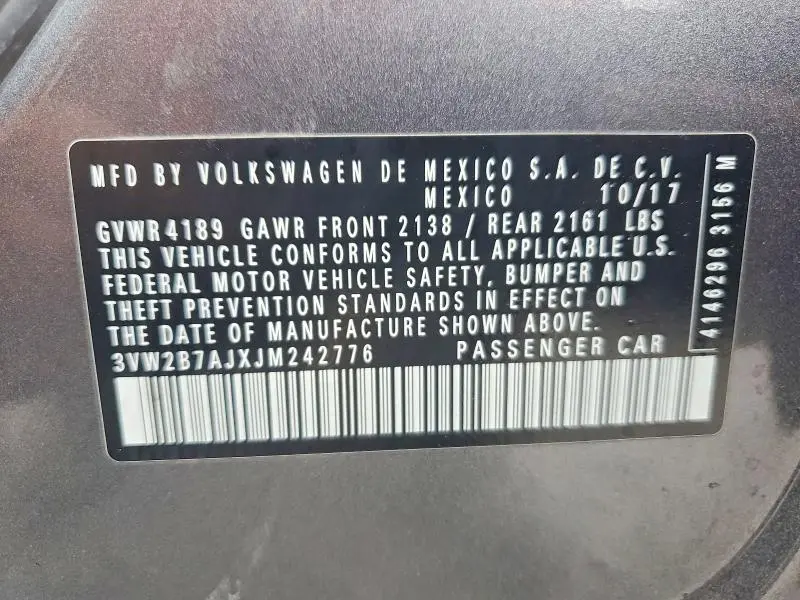 MFD BY VOLKSWAGEN DE MEXICO S.A. DE C.V.
MEXICO 10/17
GVWR 4189 GAWR FRONT 2138 / REAR 2161 LBS
THIS VEHICLE CONFORMS TO ALL APPLICABLE U.S.
FEDERAL MOTOR VEHICLE SAFETY, BUMPER AND
THEFT PREVENTION STANDARDS IN EFFECT ON
THE DATE OF MANUFACTURE SHOWN ABOVE.
3VW2B7AJXJM242776 PASSENGER CAR
4146296 3156 M